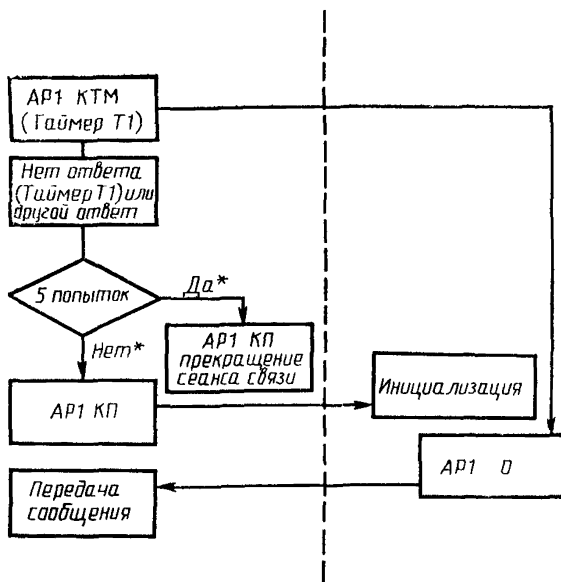 АР1 КТМ
(Таймер Т1)
Нет ответа
(Таймер Т1) или
другой ответ
5 попыток
Да*
Нет*
АР1 КП
прекращение
сеанса связи
АР1 КП
Инициализация
АР1 0
Передача
сообщения